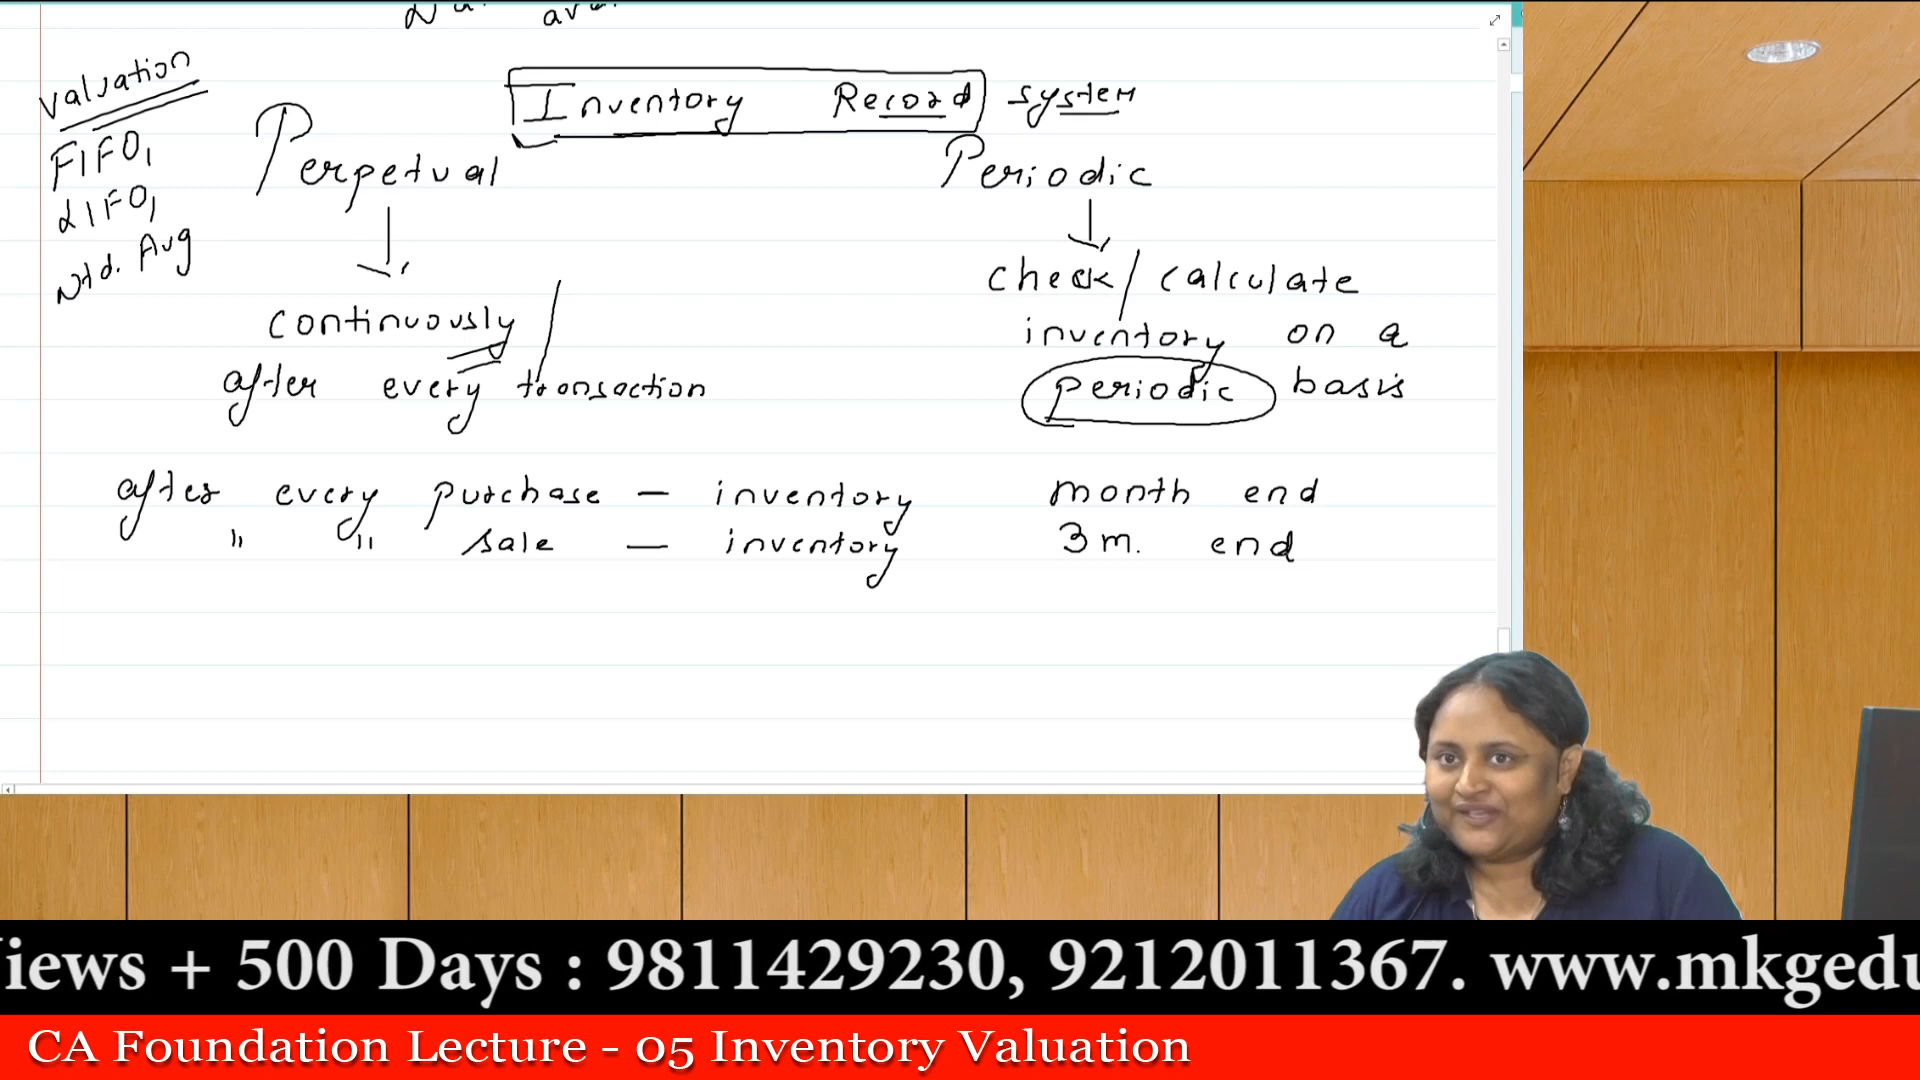 Valuation
FIFO,
LIFO,
Wtd. Avg
Inventory Record system
Perpetual
continuously /
after every transaction
Periodic
check / calculate
inventory on a
periodic basis
after every purchase — inventory
" " sale — inventory
month end
3 m. end
iews + 500 Days : 9811429230, 9212011367. www.mkgedu
CA Foundation Lecture - 05 Inventory Valuation